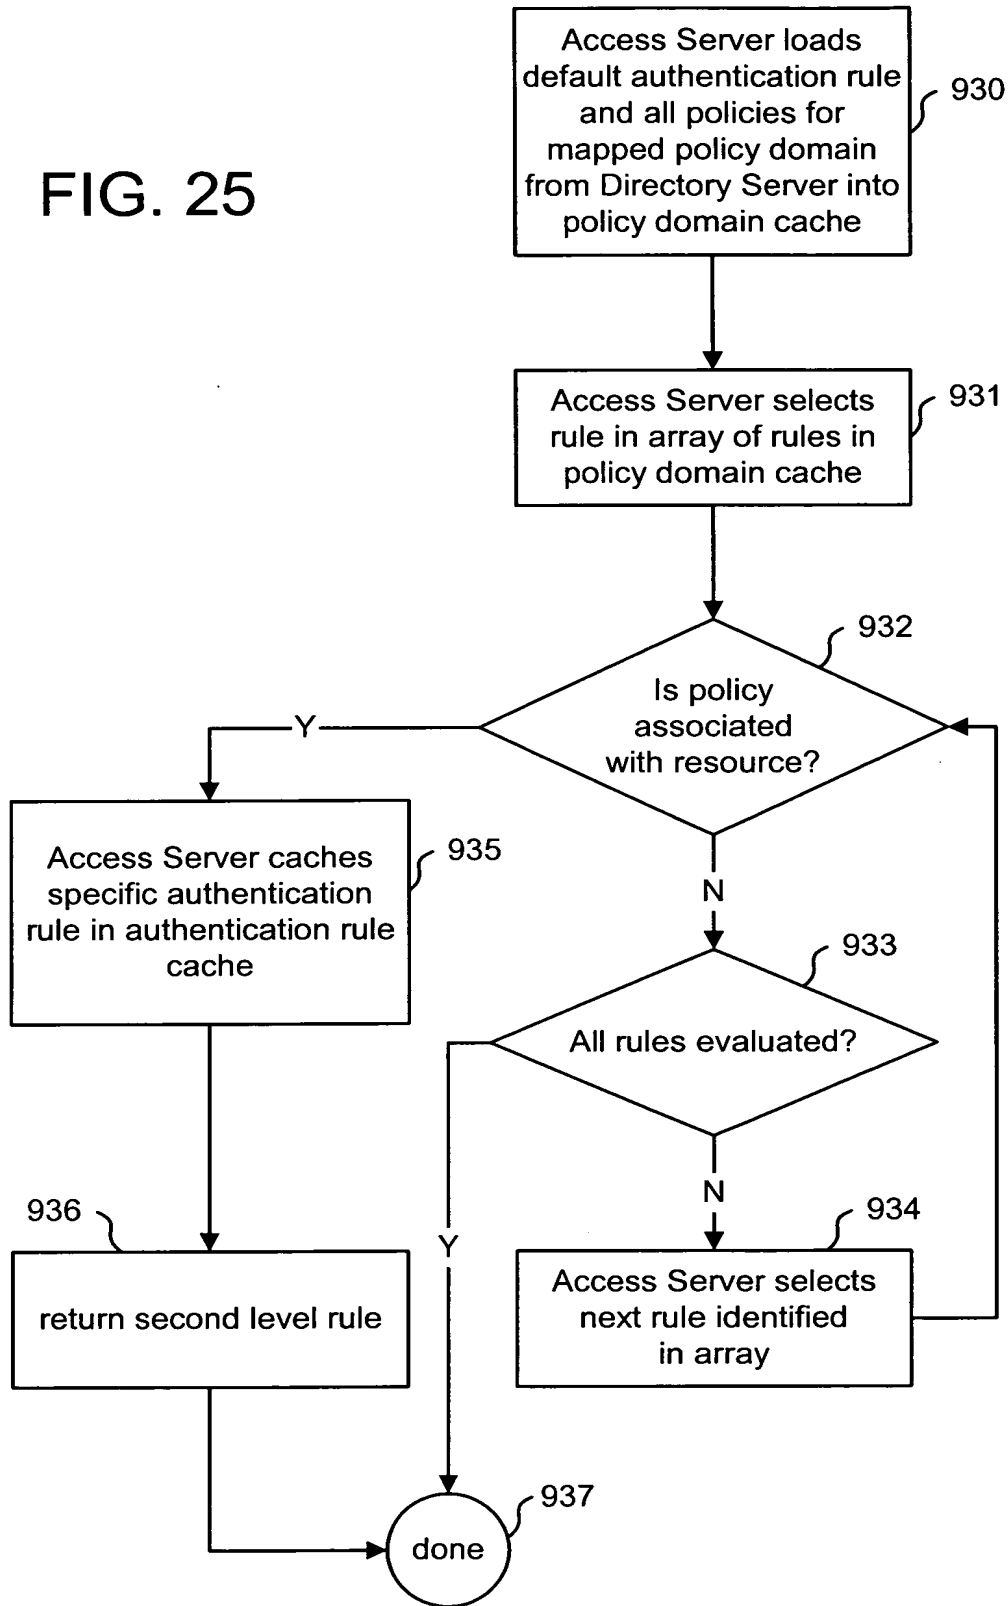 FIG. 25
Access Server loads
default authentication rule
and all policies for
mapped policy domain
from Directory Server into
policy domain cache
930
Access Server selects
rule in array of rules in
policy domain cache
931
932
Is policy
associated
with resource?
Y
N
Access Server caches
specific authentication
rule in authentication rule
cache
935
933
All rules evaluated?
Y
N
936
return second level rule
934
Access Server selects
next rule identified
in array
937
done